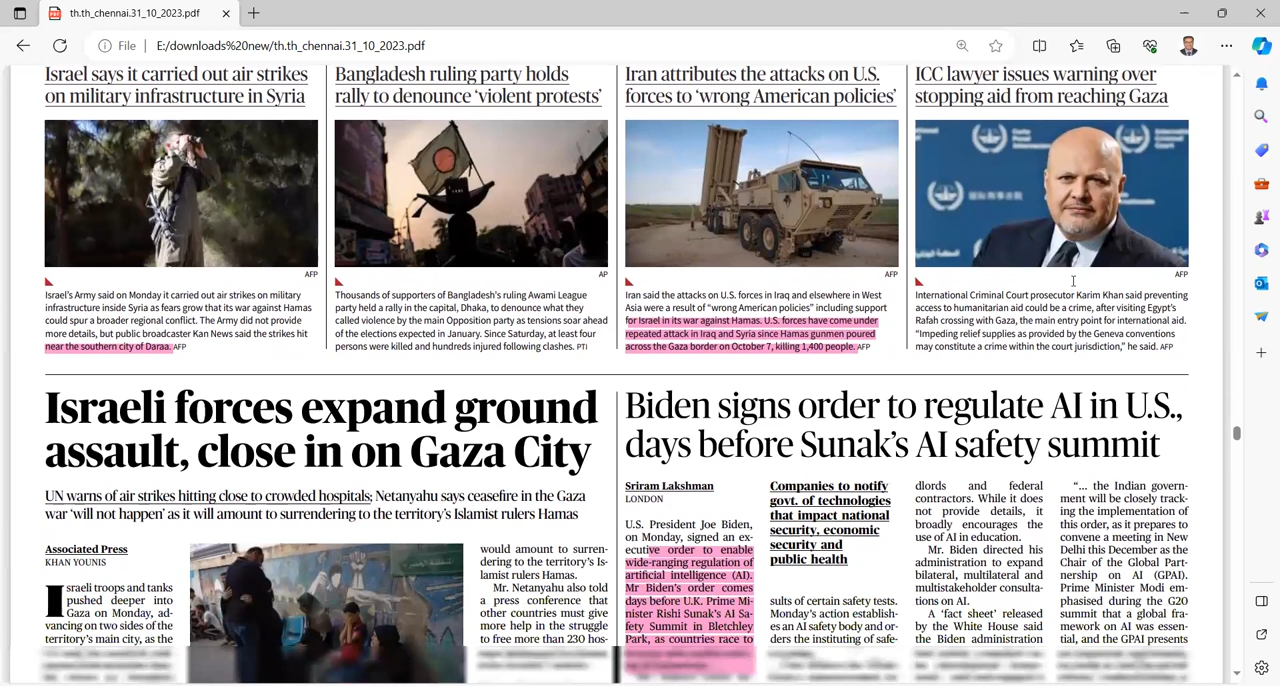 th.th_chennai.31_10_2023.pdf
File
E:/downloads%20new/th.th_chennai.31_10_2023.pdf
Israel says it carried out air strikes
on military infrastructure in Syria
AFP
Israel's Army said on Monday it carried out air strikes on military
infrastructure inside Syria as fears grow that its war against Hamas
could spur a broader regional conflict. The Army did not provide
more details, but public broadcaster Kan News said the strikes hit
near the southern city of Daraa. AFP
Bangladesh ruling party holds
rally to denounce ‘violent protests’
AP
Thousands of supporters of Bangladesh's ruling Awami League
party held a rally in the capital, Dhaka, to denounce what they
called violence by the main Opposition party as tensions soar ahead
of the elections expected in January. Since Saturday, at least four
persons were killed and hundreds injured following clashes. PTI
Iran attributes the attacks on U.S.
forces to ‘wrong American policies’
AFP
Iran said the attacks on U.S. forces in Iraq and elsewhere in West
Asia were a result of “wrong American policies” including support
for Israel in its war against Hamas. U.S. forces have come under
repeated attack in Iraq and Syria since Hamas gunmen poured
across the Gaza border on October 7, killing 1,400 people. AFP
ICC lawyer issues warning over
stopping aid from reaching Gaza
AFP
International Criminal Court prosecutor Karim Khan said preventing
access to humanitarian aid could be a crime, after visiting Egypt's
Rafah crossing with Gaza, the main entry point for international aid.
“Impeding relief supplies as provided by the Geneva conventions
may constitute a crime within the court jurisdiction,” he said. AFP
Israeli forces expand ground
assault, close in on Gaza City
UN warns of air strikes hitting close to crowded hospitals; Netanyahu says ceasefire in the Gaza
war ‘will not happen’ as it will amount to surrendering to the territory's Islamist rulers Hamas
Associated Press
KHAN YOUNIS
Israeli troops and tanks
pushed deeper into
Gaza on Monday, ad-
vancing on two sides of the
territory's main city, as the
would amount to surren-
dering to the territory's Is-
lamist rulers Hamas.
Mr. Netanyahu also told
a press conference that
other countries must give
more help in the struggle
to free more than 230 hos-
Biden signs order to regulate AI in U.S.,
days before Sunak's AI safety summit
Sriram Lakshman
LONDON
U.S. President Joe Biden,
on Monday, signed an ex-
ecutive order to enable
wide-ranging regulation of
artificial intelligence (AI).
Mr Biden's order comes
days before U.K. Prime Mi-
nister Rishi Sunak's AI Sa-
fety Summit in Bletchley
Park, as countries race to
Companies to notify
govt. of technologies
that impact national
security, economic
security and
public health
sults of certain safety tests.
Monday's action establish-
es an AI safety body and or-
ders the instituting of safe-
dlords and federal
contractors. While it does
not provide details, it
broadly encourages the
use of AI in education.
Mr. Biden directed his
administration to expand
bilateral, multilateral and
multistakeholder consulta-
tions on AI.
A ‘fact sheet’ released
by the White House said
the Biden administration
“... the Indian govern-
ment will be closely track-
ing the implementation of
this order, as it prepares to
convene a meeting in New
Delhi this December as the
Chair of the Global Part-
nership on AI (GPAI).
Prime Minister Modi em-
phasised during the G20
summit that a global fra-
mework on AI was essen-
tial, and the GPAI presents